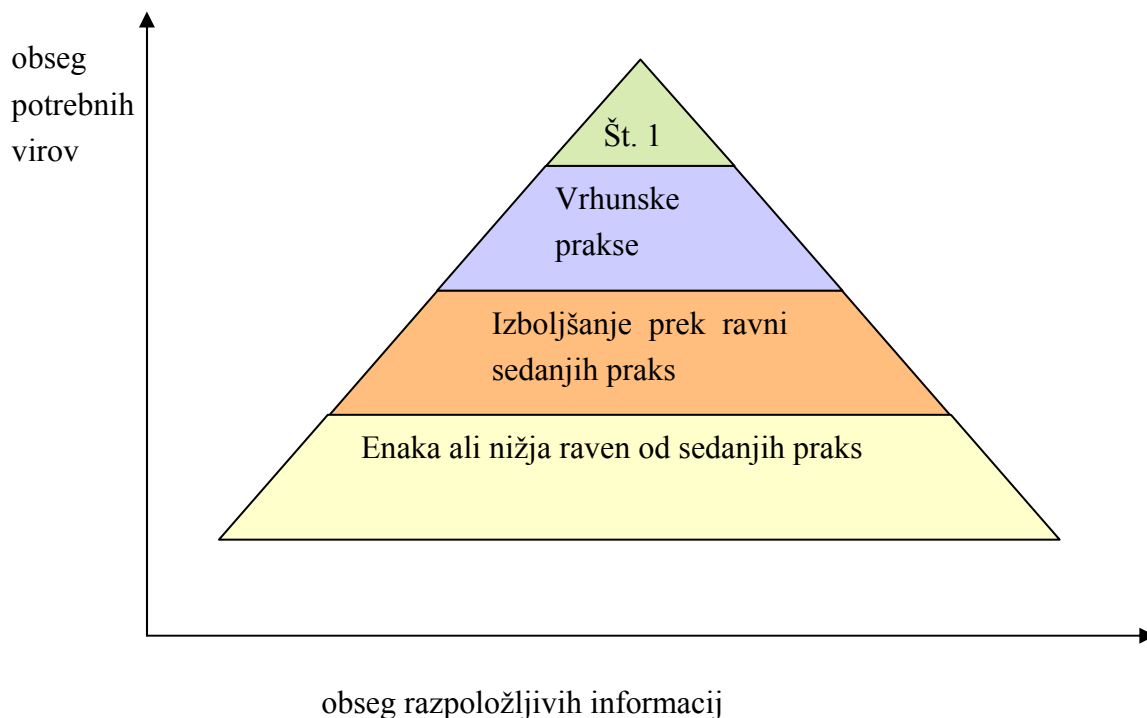 obseg
potrebnih
virov
Št. 1
Vrhunske
prakse
Izboljšanje prek ravni
sedanjih praks
Enaka ali nižja raven od sedanjih praks
obseg razpoložljivih informacij